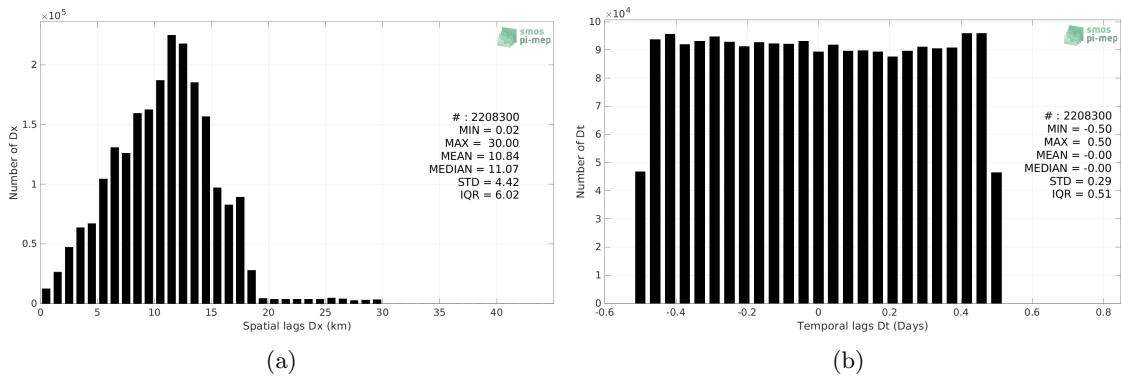 ×10⁵
smos
pi-mep
2
1.5
1
0.5
0
Number of Dx
# : 2208300
MIN = 0.02
MAX = 30.00
MEAN = 10.84
MEDIAN = 11.07
STD = 4.42
IQR = 6.02
0 5 10 15 20 25 30 35 40
Spatial lags Dx (km)
(a)
×10⁴
smos
pi-mep
10
9
8
7
6
5
4
3
2
1
0
Number of Dt
# : 2208300
MIN = -0.50
MAX = 0.50
MEAN = -0.00
MEDIAN = -0.00
STD = 0.29
IQR = 0.51
-0.6 -0.4 -0.2 0 0.2 0.4 0.6 0.8
Temporal lags Dt (Days)
(b)